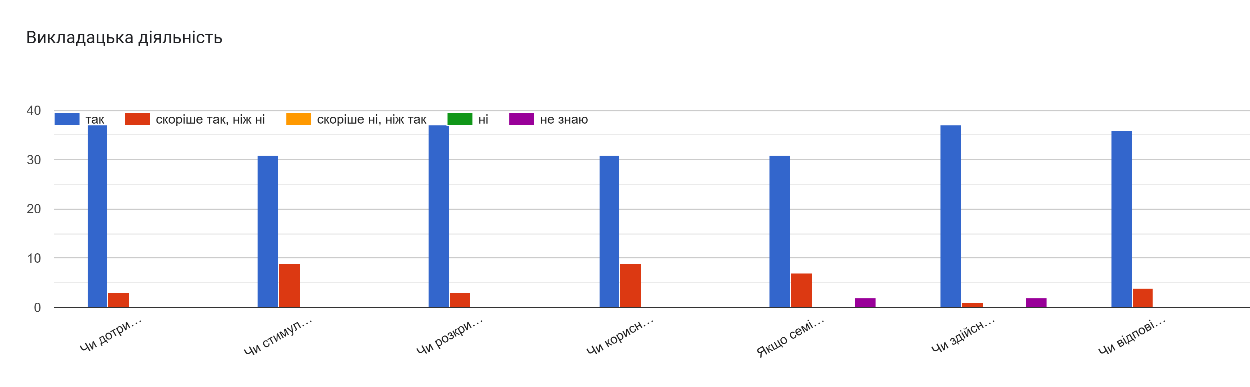 Викладацька діяльність
40
так
скоріше так, ніж ні
скоріше ні, ніж так
ні
не знаю
30
20
10
0
Чи дотри…
Чи стимул…
Чи розкри…
Чи корисн…
Якщо семі…
Чи здійсн…
Чи відпові…